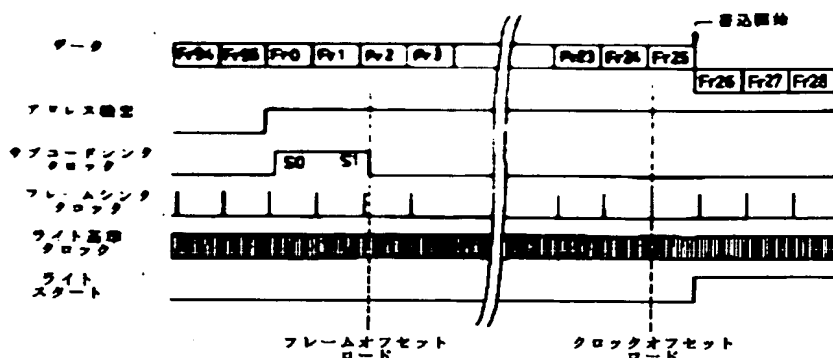 書込開始
データ
Fr94 Fr95 Fr0 Fr1 Fr2 Fr3 Fr23 Fr24 Fr25
Fr26 Fr27 Fr28
アドレス検定
サブコードシンク
クロック
S0 S1
フレームシンク
クロック
ライト基準
クロック
ライト
スタート
フレームオフセット
ロード
クロックオフセット
ロード